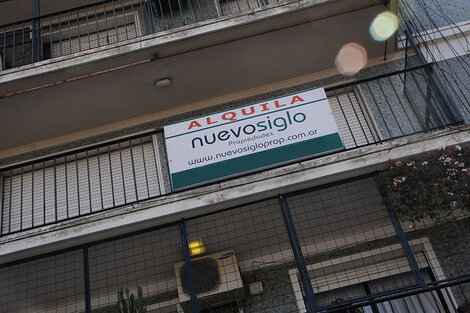 ALQUILA
nuevosiglo
Propiedades
www.nuevosigloprop.com.ar